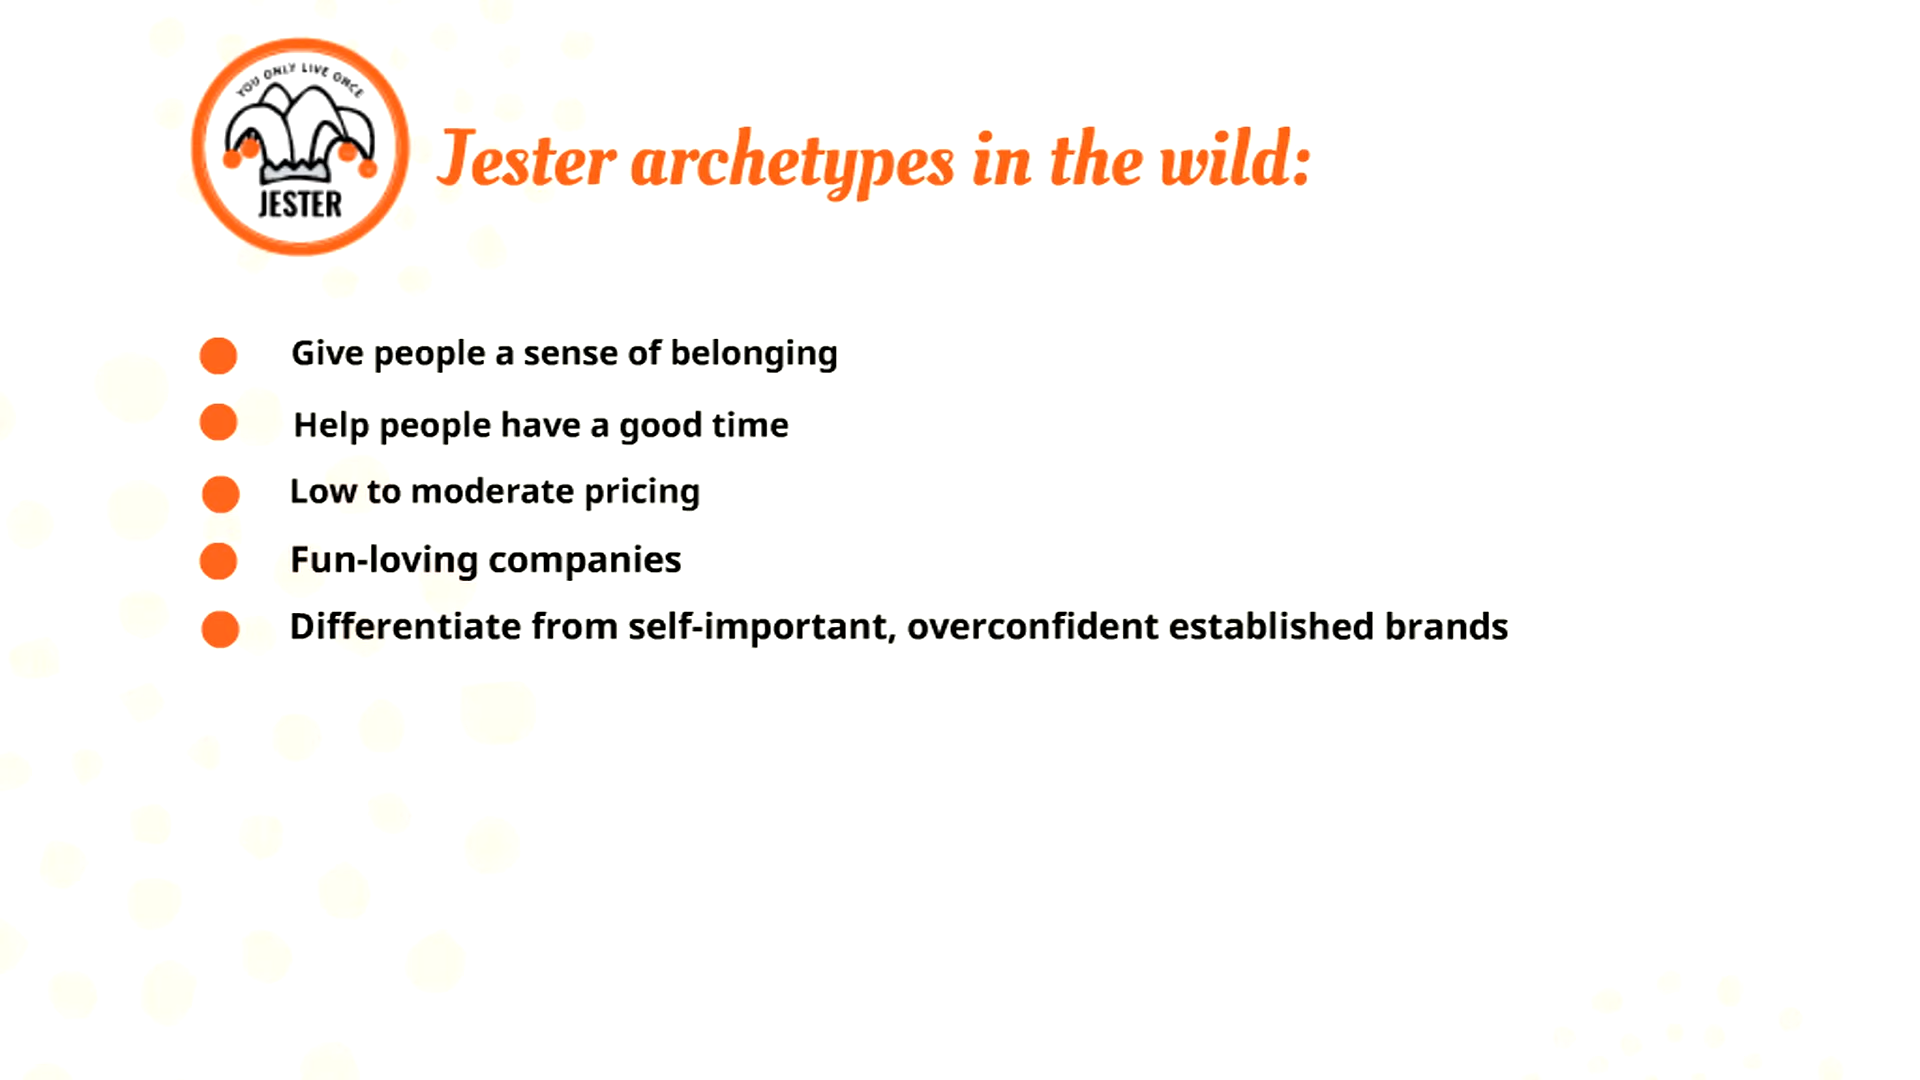 YOU ONLY LIVE ONCE
JESTER
Jester archetypes in the wild:
Give people a sense of belonging
Help people have a good time
Low to moderate pricing
Fun-loving companies
Differentiate from self-important, overconfident established brands